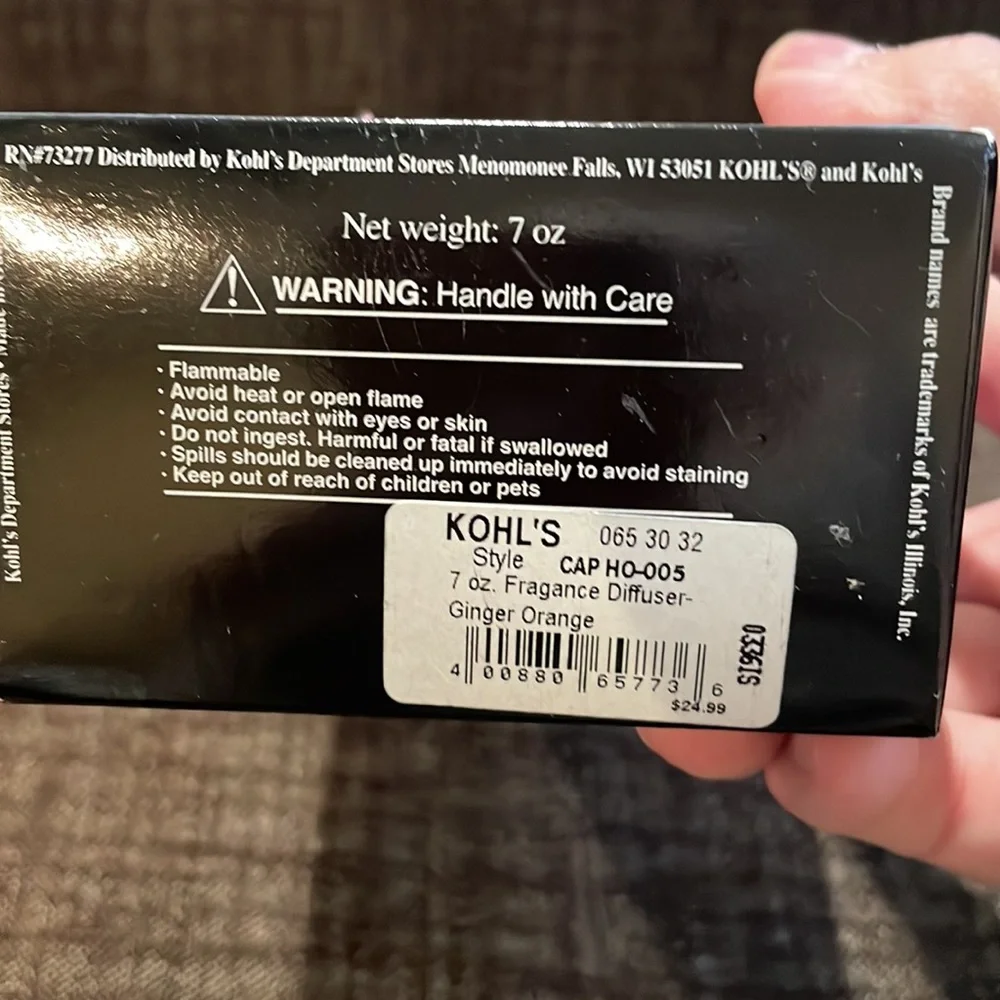 RN#73277 Distributed by Kohl's Department Stores Menomonee Falls, WI 53051 KOHL'S® and Kohl's
Brand names are trademarks of Kohl's Illinois, Inc.
Kohl's Department Stores
Net weight: 7 oz
WARNING: Handle with Care
· Flammable
· Avoid heat or open flame
· Avoid contact with eyes or skin
· Do not ingest. Harmful or fatal if swallowed
· Spills should be cleaned up immediately to avoid staining
· Keep out of reach of children or pets
KOHL'S 065 30 32
Style CAP HO-005
7 oz. Fragance Diffuser-
Ginger Orange
4 00880 65773 6
$24.99
0336IS